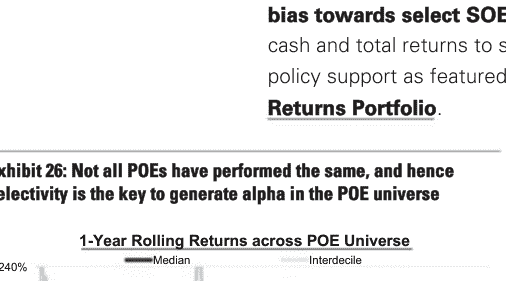 bias towards select SOE
cash and total returns to s
policy support as featured
Returns Portfolio.
xhibit 26: Not all POEs have performed the same, and hence
electivity is the key to generate alpha in the POE universe
1-Year Rolling Returns across POE Universe
Median Interdecile
240%